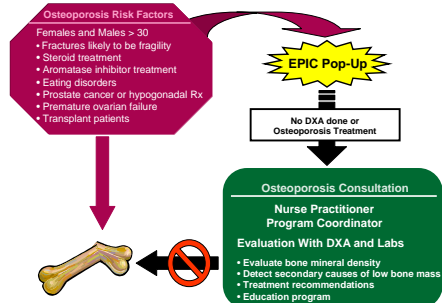 Osteoporosis Risk Factors
Females and Males > 30
• Fractures likely to be fragility
• Steroid treatment
• Aromatase inhibitor treatment
• Eating disorders
• Prostate cancer or hypogonadal Rx
• Premature ovarian failure
• Transplant patients
EPIC Pop-Up
No DXA done or
Osteoporosis Treatment
Osteoporosis Consultation
Nurse Practitioner
Program Coordinator
Evaluation With DXA and Labs
• Evaluate bone mineral density
• Detect secondary causes of low bone mass
• Treatment recommendations
• Education program